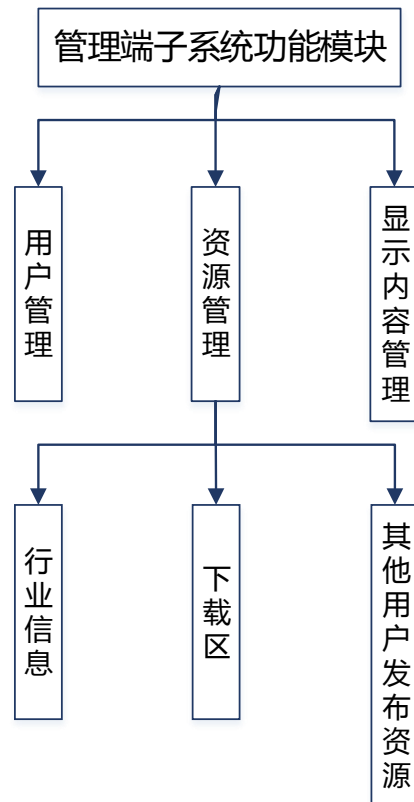 管理端子系统功能模块
用户管理
资源管理
显示内容管理
行业信息
下载区
其他用户发布资源